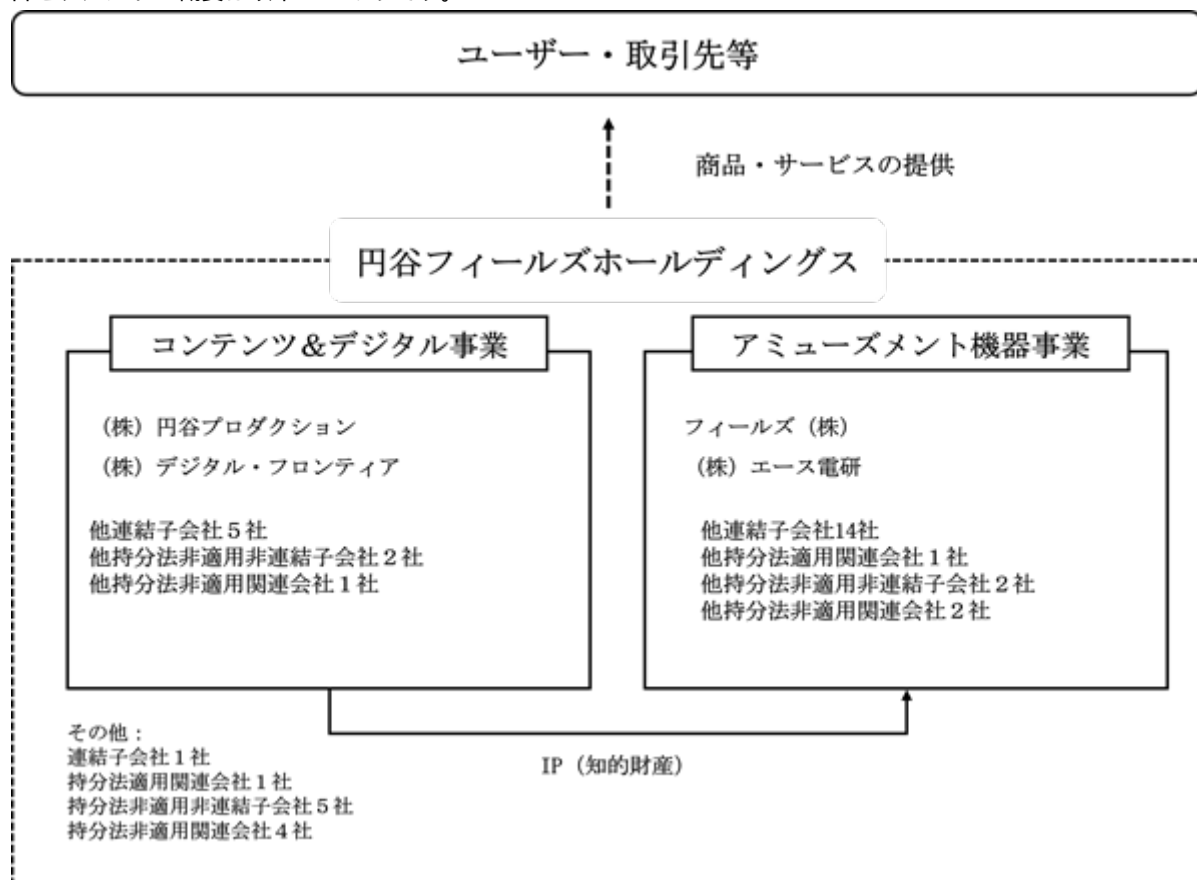 ユーザー・取引先等
商品・サービスの提供
円谷フィールズホールディングス
コンテンツ＆デジタル事業
（株）円谷プロダクション
（株）デジタル・フロンティア
他連結子会社５社
他持分法非適用非連結子会社２社
他持分法非適用関連会社１社
アミューズメント機器事業
フィールズ（株）
（株）エース電研
他連結子会社14社
他持分法適用関連会社１社
他持分法非適用非連結子会社２社
他持分法非適用関連会社２社
IP（知的財産）
その他：
連結子会社１社
持分法適用関連会社１社
持分法非適用非連結子会社５社
持分法非適用関連会社４社